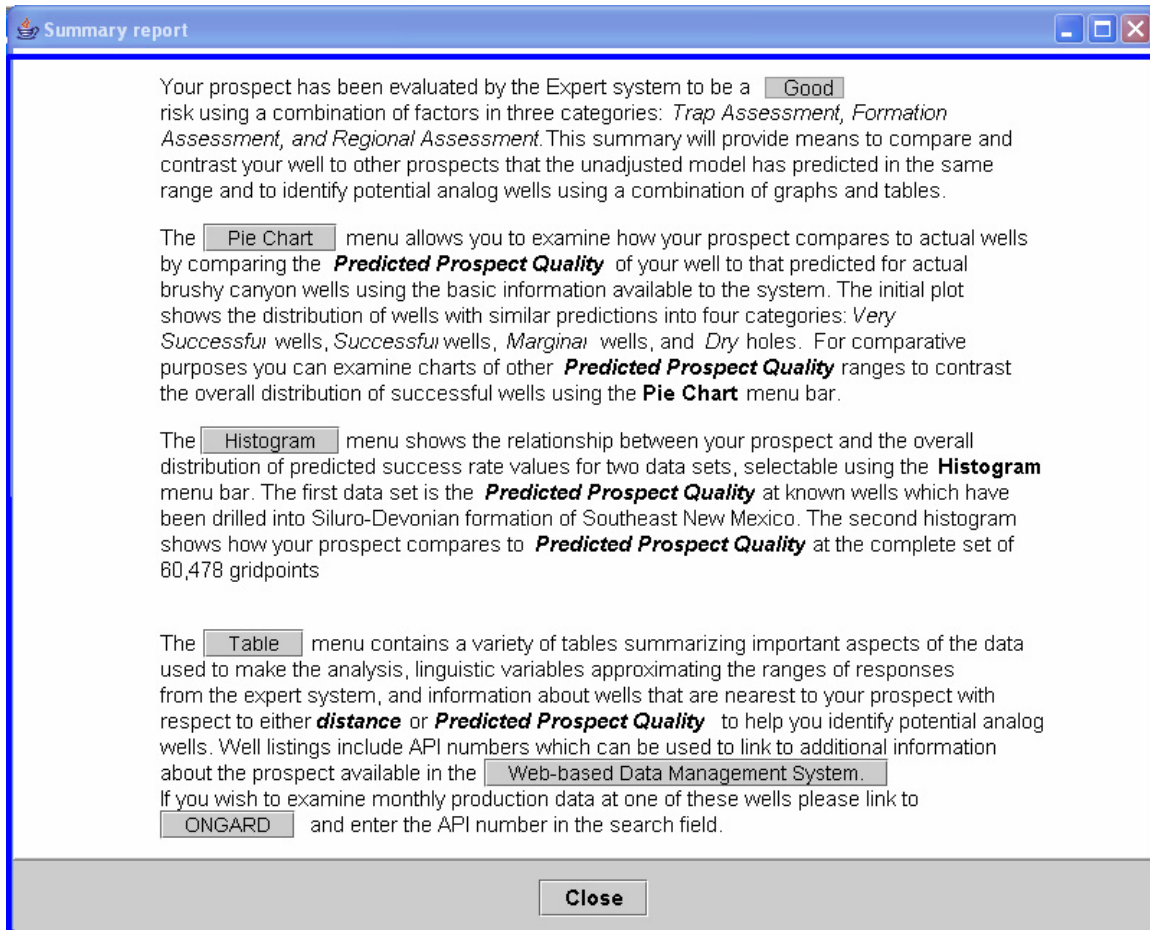 Summary report
Your prospect has been evaluated by the Expert system to be a Good
risk using a combination of factors in three categories: Trap Assessment, Formation
Assessment, and Regional Assessment. This summary will provide means to compare and
contrast your well to other prospects that the unadjusted model has predicted in the same
range and to identify potential analog wells using a combination of graphs and tables.
The Pie Chart menu allows you to examine how your prospect compares to actual wells
by comparing the Predicted Prospect Quality of your well to that predicted for actual
brushy canyon wells using the basic information available to the system. The initial plot
shows the distribution of wells with similar predictions into four categories: Very
Successful wells, Successful wells, Marginal wells, and Dry holes. For comparative
purposes you can examine charts of other Predicted Prospect Quality ranges to contrast
the overall distribution of successful wells using the Pie Chart menu bar.
The Histogram menu shows the relationship between your prospect and the overall
distribution of predicted success rate values for two data sets, selectable using the Histogram
menu bar. The first data set is the Predicted Prospect Quality at known wells which have
been drilled into Siluro-Devonian formation of Southeast New Mexico. The second histogram
shows how your prospect compares to Predicted Prospect Quality at the complete set of
60,478 gridpoints
The Table menu contains a variety of tables summarizing important aspects of the data
used to make the analysis, linguistic variables approximating the ranges of responses
from the expert system, and information about wells that are nearest to your prospect with
respect to either distance or Predicted Prospect Quality to help you identify potential analog
wells. Well listings include API numbers which can be used to link to additional information
about the prospect available in the Web-based Data Management System.
If you wish to examine monthly production data at one of these wells please link to
ONGARD and enter the API number in the search field.
Close